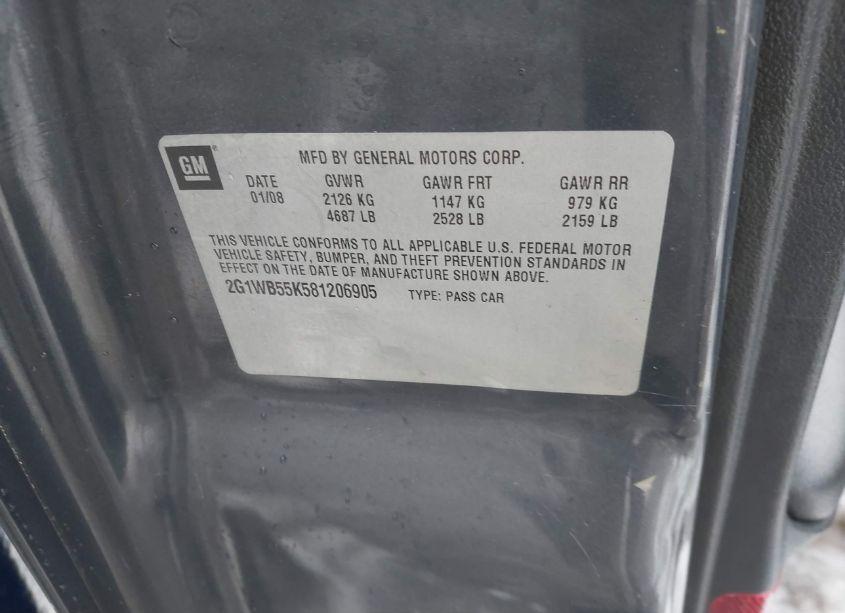 GM
MFD BY GENERAL MOTORS CORP.
DATE GVWR GAWR FRT GAWR RR
01/08 2126 KG 1147 KG 979 KG
4687 LB 2528 LB 2159 LB
THIS VEHICLE CONFORMS TO ALL APPLICABLE U.S. FEDERAL MOTOR
VEHICLE SAFETY, BUMPER, AND THEFT PREVENTION STANDARDS IN
EFFECT ON THE DATE OF MANUFACTURE SHOWN ABOVE.
2G1WB55K581206905 TYPE: PASS CAR